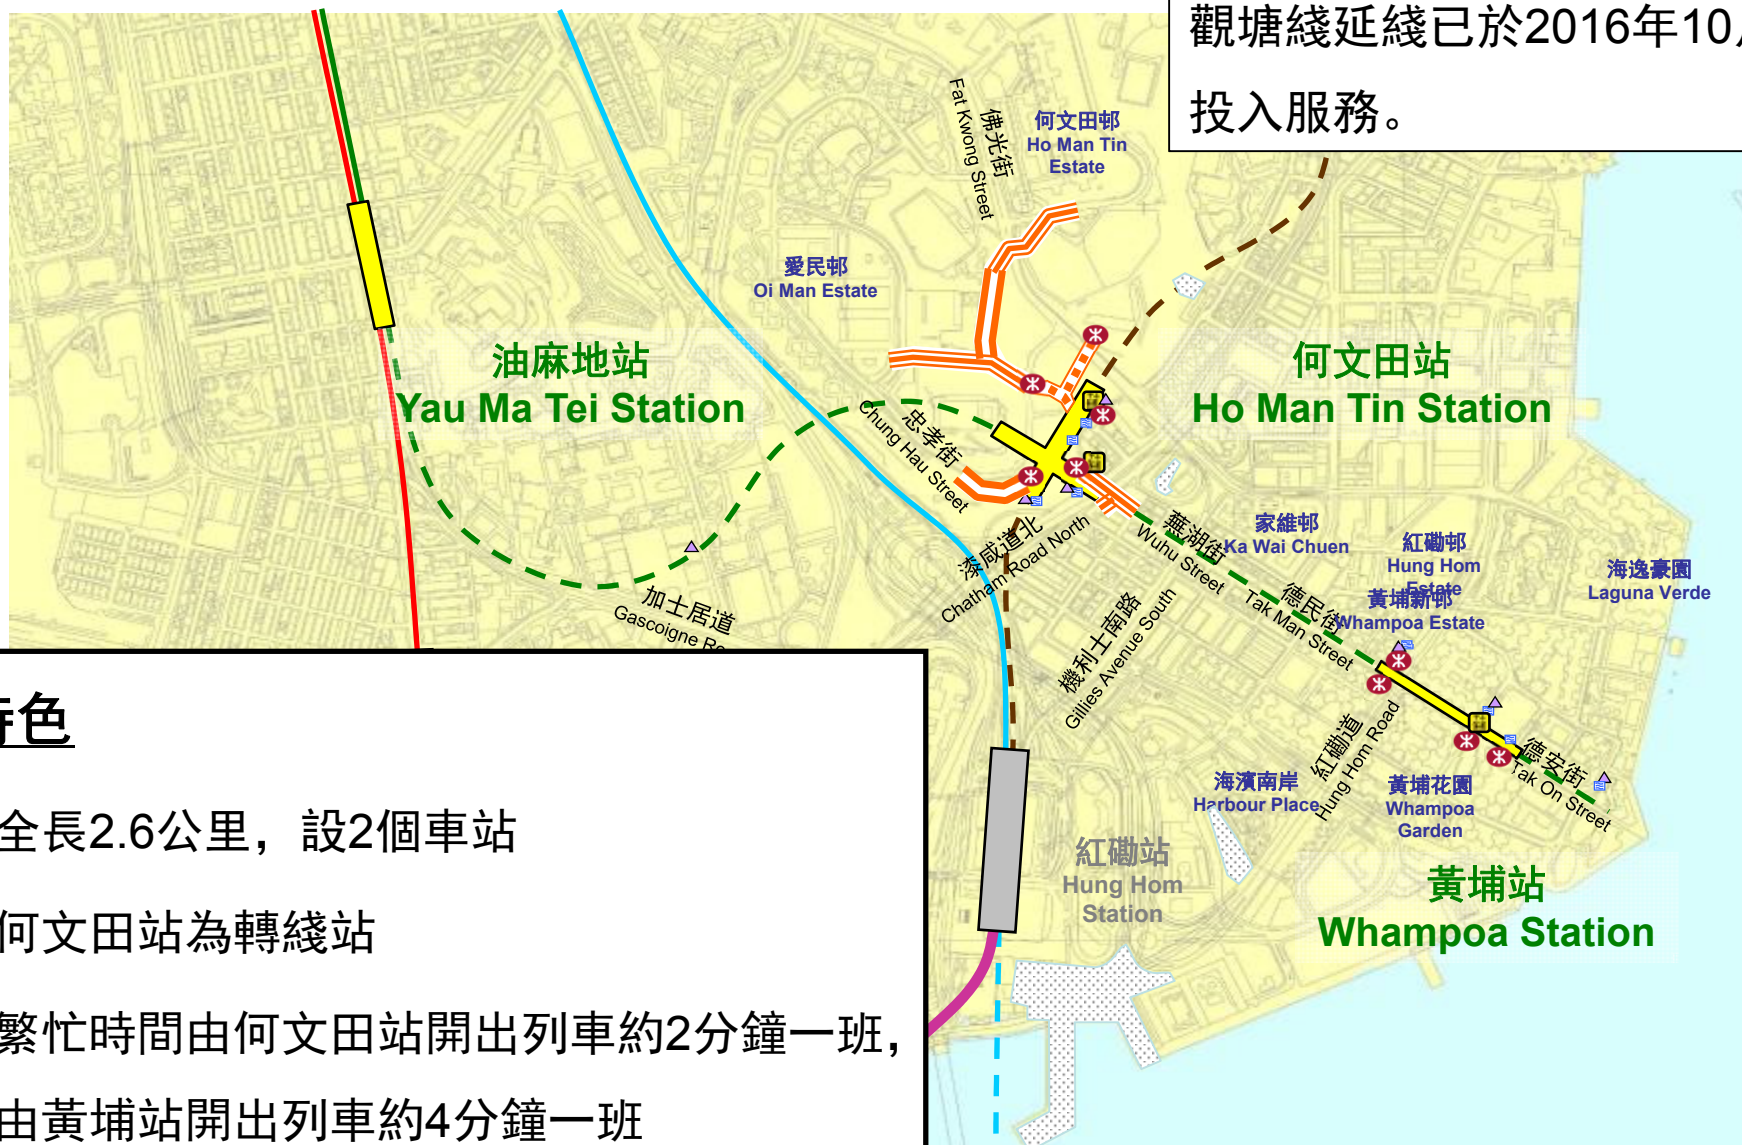 觀塘綫延綫已於2016年10
投入服務。
佛光街
Fat Kwong Street
何文田邨
Ho Man Tin
Estate
愛民邨
Oi Man Estate
油麻地站
Yau Ma Tei Station
何文田站
Ho Man Tin Station
忠孝街
Chung Hau Street
漆咸道北
Chatham Road North
蕪湖街
Wuhu Street
家維邨
Ka Wai Chuen
紅磡邨
Hung Hom
Estate
黃埔新邨
Whampoa Estate
海逸豪園
Laguna Verde
加士居道
Gascoigne
德民街
Tak Man Street
機利士南路
Gillies Avenue South
紅磡道
Hung Hom Road
德安街
Tak On Street
海濱南岸
Harbour Place
黃埔花園
Whampoa
Garden
紅磡站
Hung Hom
Station
黃埔站
Whampoa Station
色
全長2.6公里，設2個車站
何文田站為轉綫站
繁忙時間由何文田站開出列車約2分鐘一班，
由黃埔站開出列車約4分鐘一班